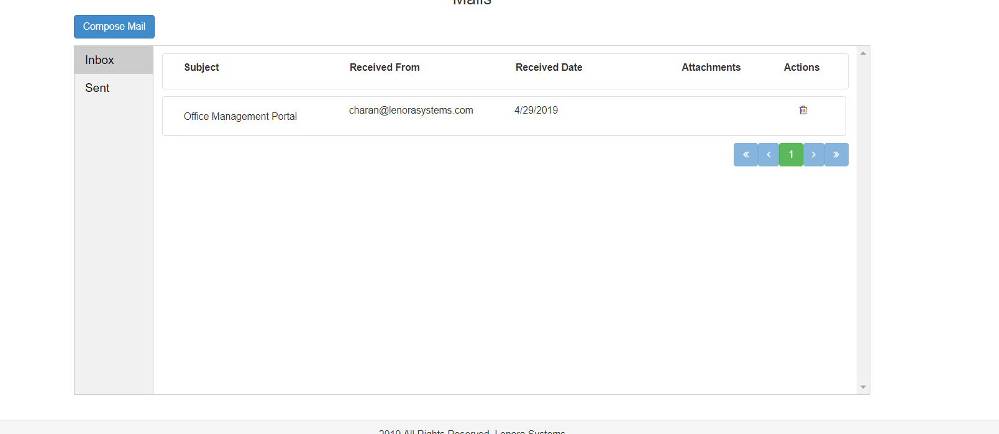 Mails
Compose Mail
Inbox
Sent
Subject Received From Received Date Attachments Actions
Office Management Portal charan@lenorasystems.com 4/29/2019
« ‹ 1 › »
2019 All Rights Reserved. Lenora Systems